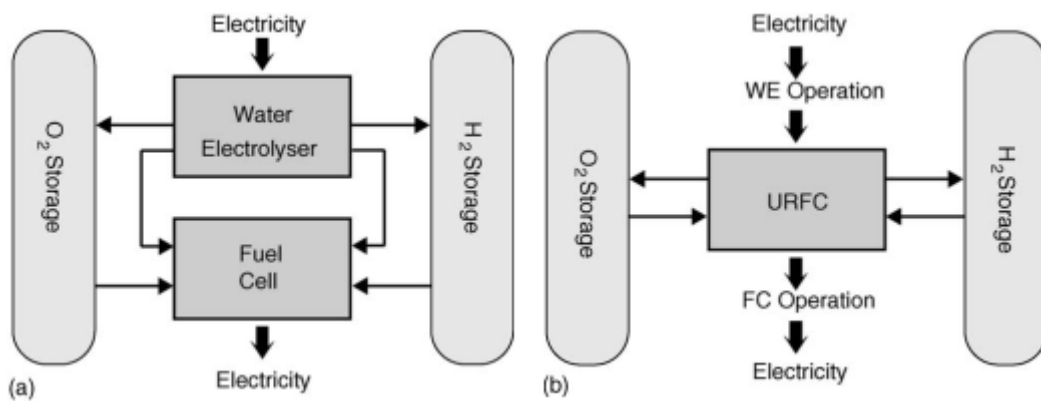 Electricity
O2 Storage
Water
Electrolyser
H2 Storage
Fuel
Cell
Electricity
(a)
Electricity
WE Operation
O2 Storage
URFC
H2 Storage
FC Operation
Electricity
(b)